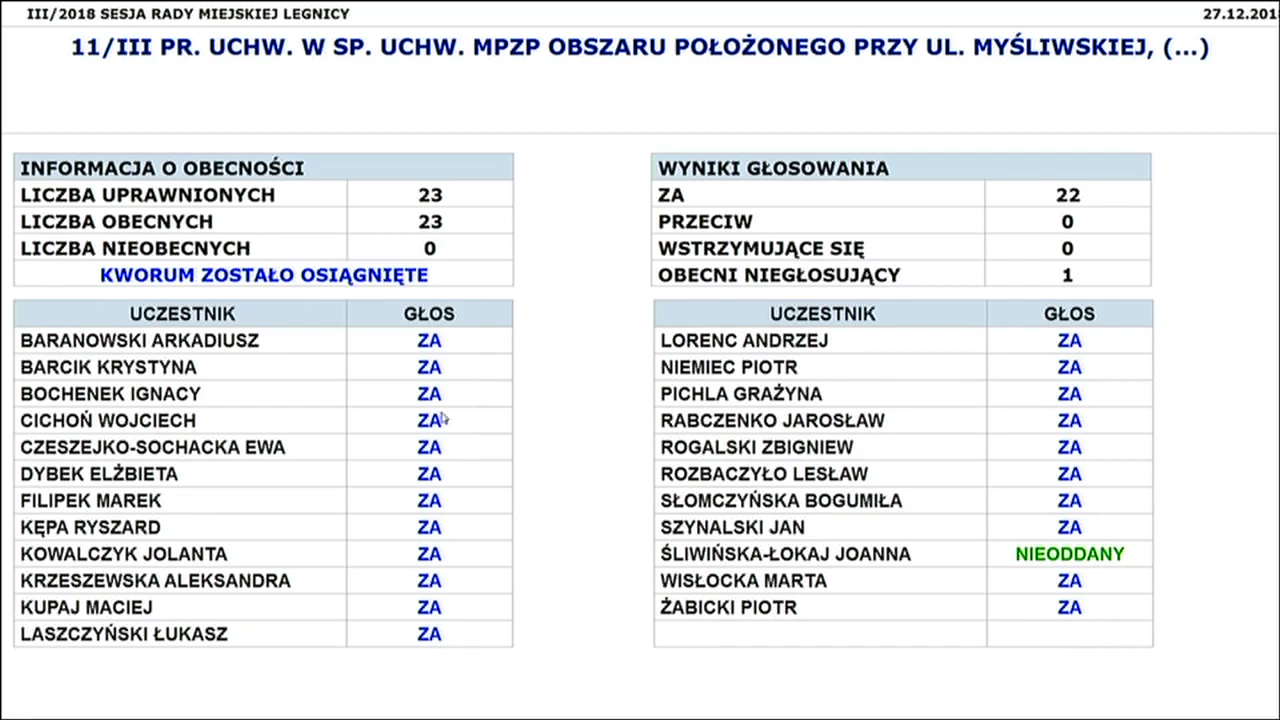 III/2018 SESJA RADY MIEJSKIEJ LEGNICY 27.12.201
11/III PR. UCHW. W SP. UCHW. MPZP OBSZARU POŁOŻONEGO PRZY UL. MYŚLIWSKIEJ, (...)
INFORMACJA O OBECNOŚCI
LICZBA UPRAWNIONYCH 23
LICZBA OBECNYCH 23
LICZBA NIEOBECNYCH 0
KWORUM ZOSTAŁO OSIĄGNIĘTE
WYNIKI GŁOSOWANIA
ZA 22
PRZECIW 0
WSTRZYMUJĄCE SIĘ 0
OBECNI NIEGŁOSUJĄCY 1
UCZESTNIK GŁOS
BARANOWSKI ARKADIUSZ ZA
BARCIK KRYSTYNA ZA
BOCHENEK IGNACY ZA
CICHOŃ WOJCIECH ZA
CZESZEJKO-SOCHACKA EWA ZA
DYBEK ELŻBIETA ZA
FILIPEK MAREK ZA
KĘPA RYSZARD ZA
KOWALCZYK JOLANTA ZA
KRZESZEWSKA ALEKSANDRA ZA
KUPAJ MACIEJ ZA
LASZCZYŃSKI ŁUKASZ ZA
UCZESTNIK GŁOS
LORENC ANDRZEJ ZA
NIEMIEC PIOTR ZA
PICHLA GRAŻYNA ZA
RABCZENKO JAROSŁAW ZA
ROGALSKI ZBIGNIEW ZA
ROZBACZYŁO LESŁAW ZA
SŁOMCZYŃSKA BOGUMIŁA ZA
SZYNALSKI JAN ZA
ŚLIWIŃSKA-ŁOKAJ JOANNA NIEODDANY
WISŁOCKA MARTA ZA
ŻABICKI PIOTR ZA